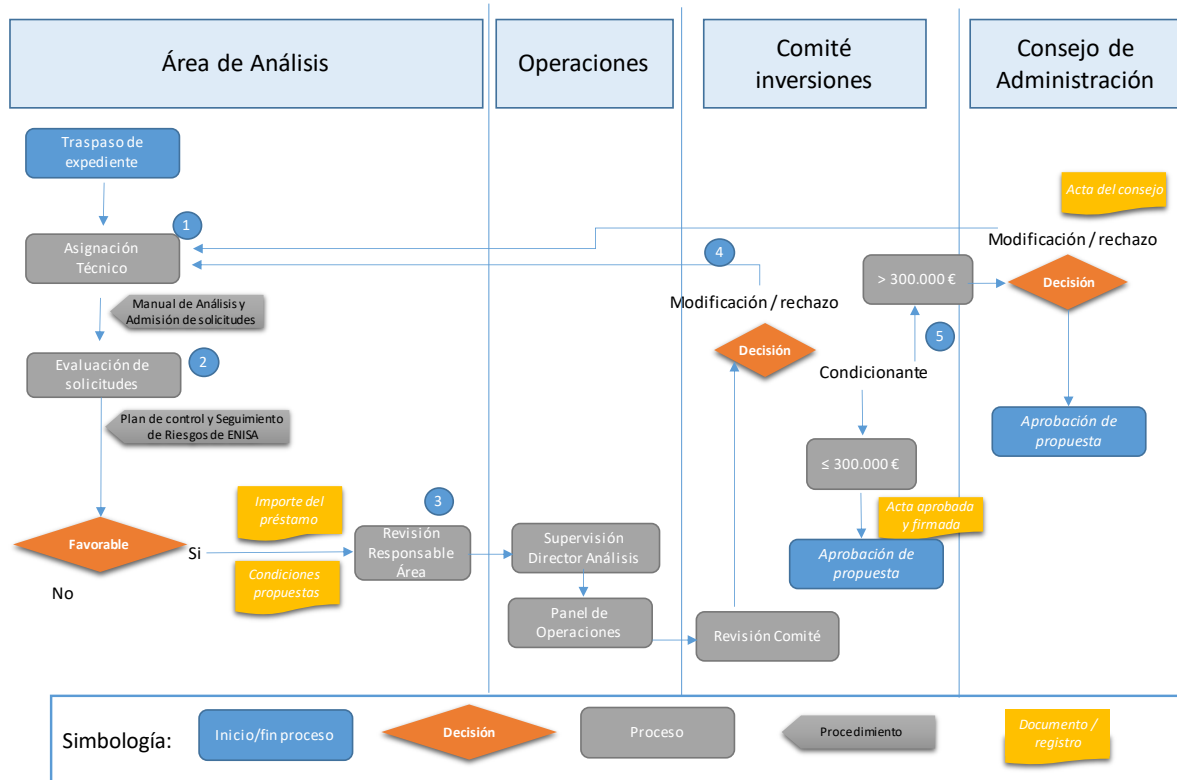 Área de Análisis
Operaciones
Comité
inversiones
Consejo de
Administración
Traspaso de
expediente
Acta del consejo
1
Asignación
Técnico
4
Modificación / rechazo
> 300.000 €
Decisión
Manual de Análisis y
Admisión de solicitudes
Modificación / rechazo
5
Decisión
2
Evaluación de
solicitudes
Condicionante
Plan de control y Seguimiento
de Riesgos de ENISA
Aprobación de
propuesta
≤ 300.000 €
3
Importe del
préstamo
Acta aprobada
y firmada
Favorable
Si
Revisión
Responsable
Área
Supervisión
Director Análisis
Aprobación de
propuesta
No
Condiciones
propuestas
Panel de
Operaciones
Revisión Comité
Simbología:
Inicio/fin proceso
Decisión
Proceso
Procedimiento
Documento /
registro